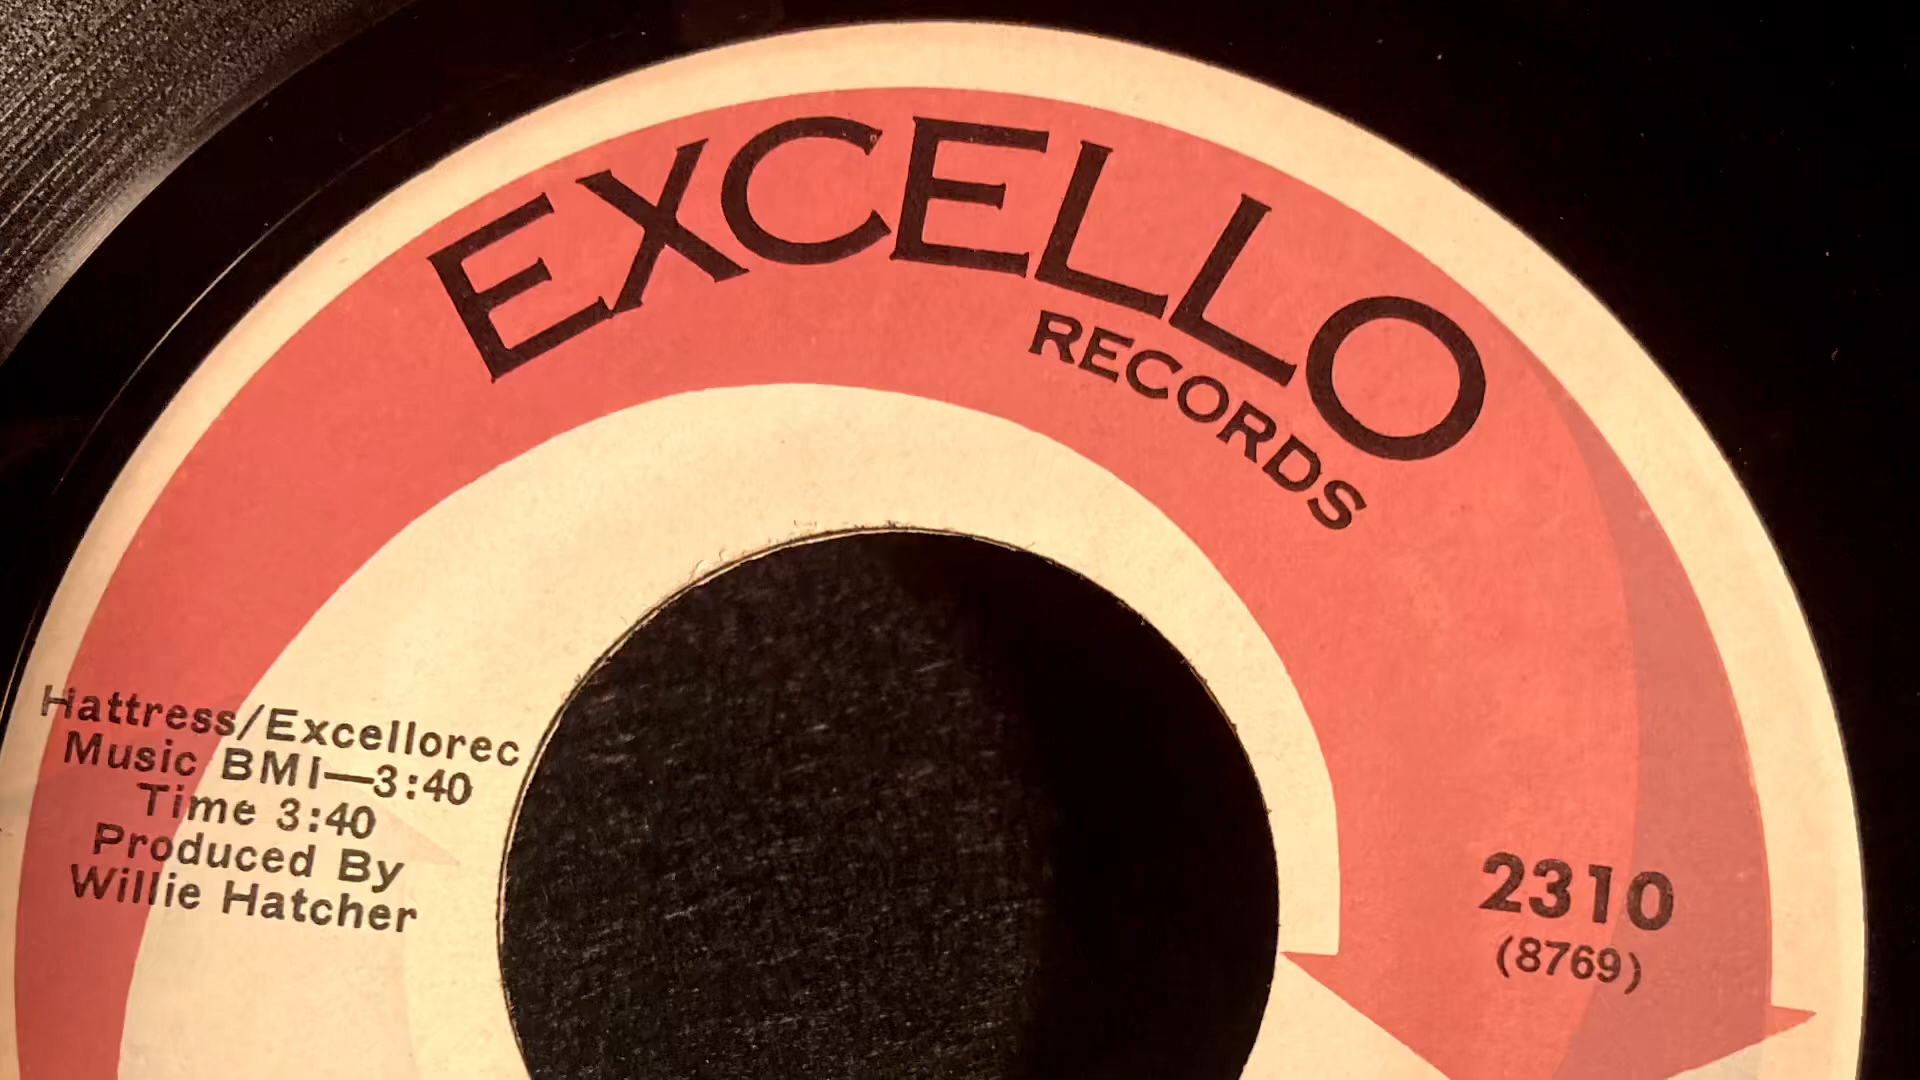 EXCELLO
RECORDS
Hattress/Excellorec
Music BMI—3:40
Time 3:40
Produced By
Willie Hatcher
2310
(8769)